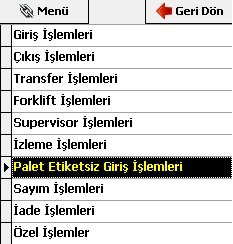 Menü Geri Dön
Giriş İşlemleri
Çıkış İşlemleri
Transfer İşlemleri
Forklift İşlemleri
Supervisor İşlemleri
İzleme İşlemleri
Palet Etiketsiz Giriş İşlemleri
Sayım İşlemleri
İade İşlemleri
Özel İşlemler